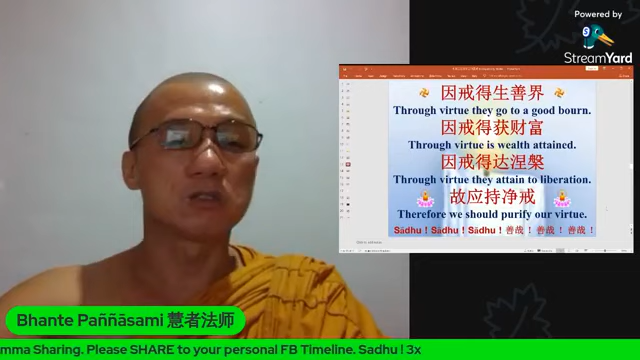 Powered by
StreamYard
因戒得生善界
Through virtue they go to a good bourn.
因戒得获财富
Through virtue is wealth attained.
因戒得达涅槃
Through virtue they attain to liberation.
故应持净戒
Therefore we should purify our virtue.
Sādhu ! Sādhu ! Sādhu ! 善哉 ! 善哉 ! 善哉 !
Bhante Paññāsami 慧者法师
mma Sharing. Please SHARE to your personal FB Timeline. Sadhu ! 3x